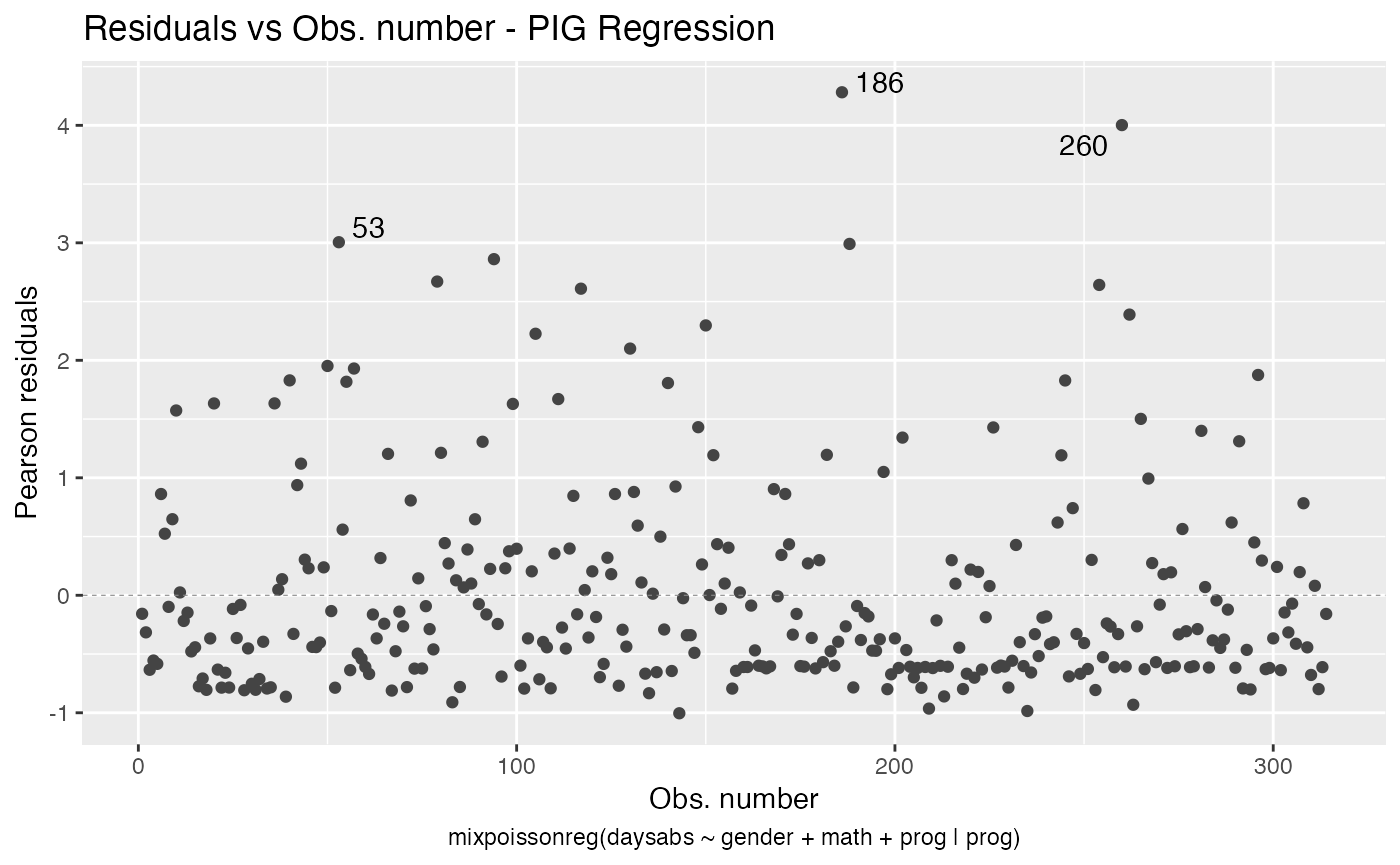 Residuals vs Obs. number - PIG Regression
186
4
260
53
3
Pearson residuals
2
1
0
-1
0 100 200 300
Obs. number
mixpoissonreg(daysabs ~ gender + math + prog | prog)